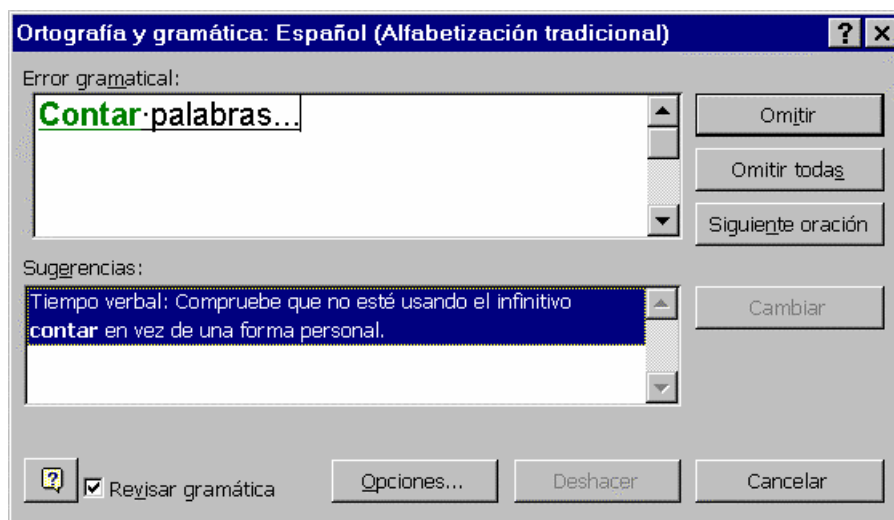 Ortografía y gramática: Español (Alfabetización tradicional)
Error gramatical:
Contar·palabras...
Omitir
Omitir todas
Siguiente oración
Sugerencias:
Tiempo verbal: Compruebe que no esté usando el infinitivo
contar en vez de una forma personal.
Cambiar
Revisar gramática
Opciones...
Deshacer
Cancelar